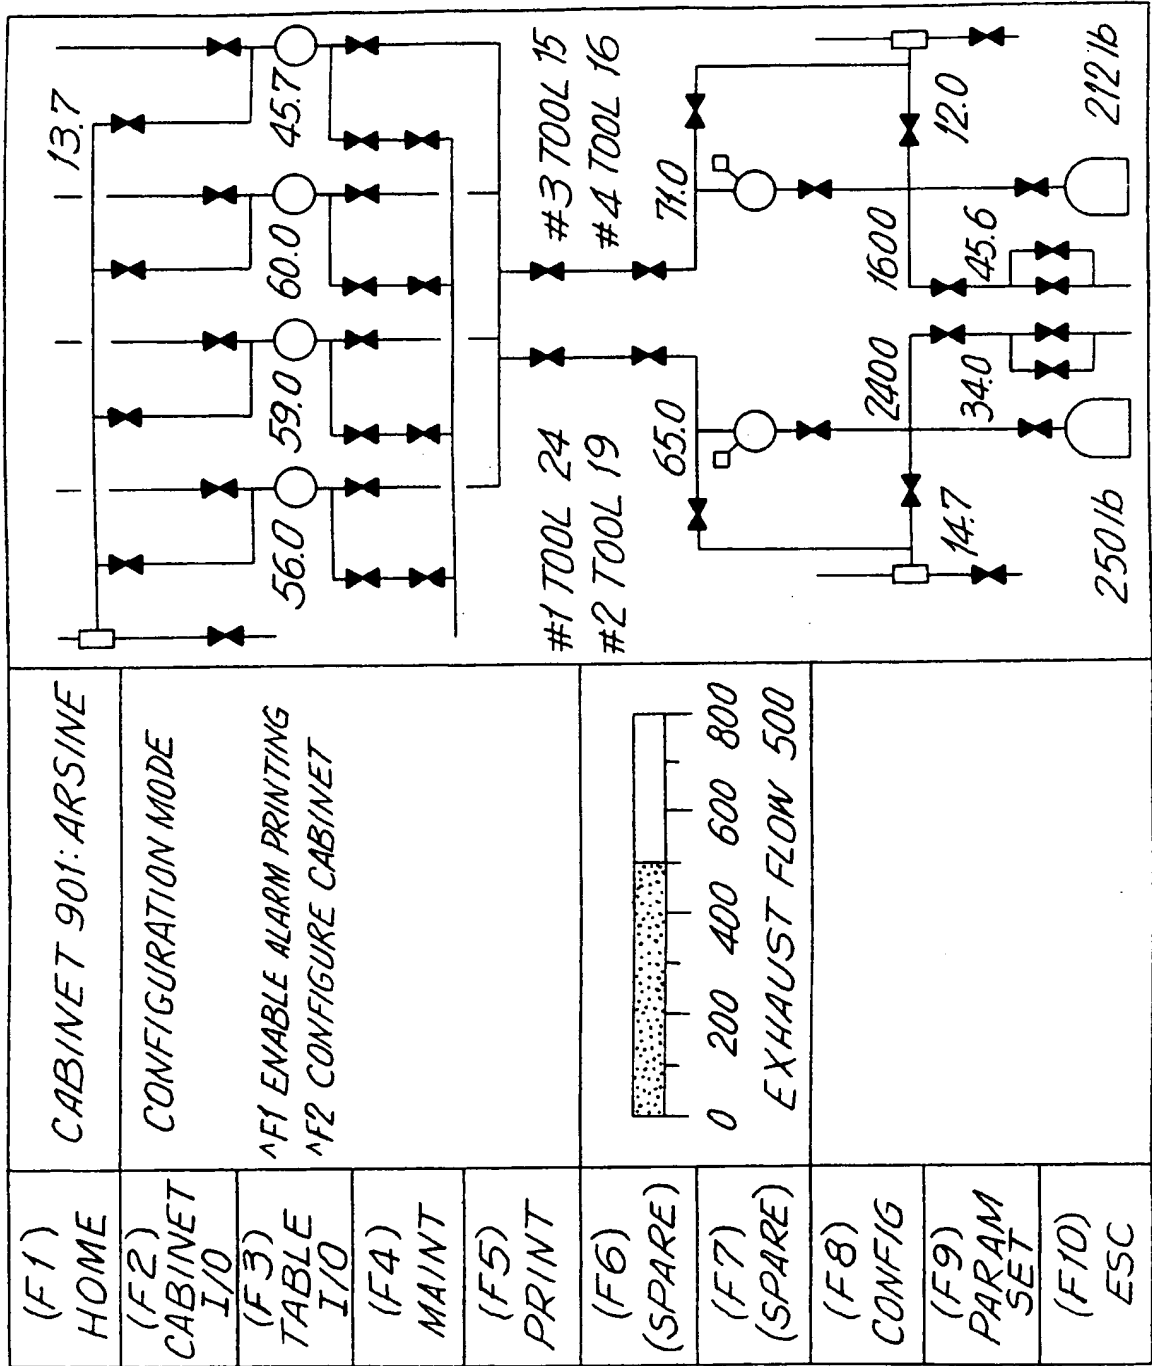 (F1)
HOME
(F2)
CABINET
I/O
(F3)
TABLE
I/O
(F4)
MAINT
(F5)
PRINT
(F6)
(SPARE)
(F7)
(SPARE)
(F8)
CONFIG
(F9)
PARAM
SET
(F10)
ESC
CABINET 901: ARSINE
CONFIGURATION MODE
^F1 ENABLE ALARM PRINTING
^F2 CONFIGURE CABINET
0 200 400 600 800
EXHAUST FLOW 500
13.7
56.0 59.0 60.0 45.7
#1 TOOL 24 #3 TOOL 15
#2 TOOL 19 #4 TOOL 16
65.0 71.0
2400 1600
14.7 34.0 45.6 12.0
250 lb 212 lb